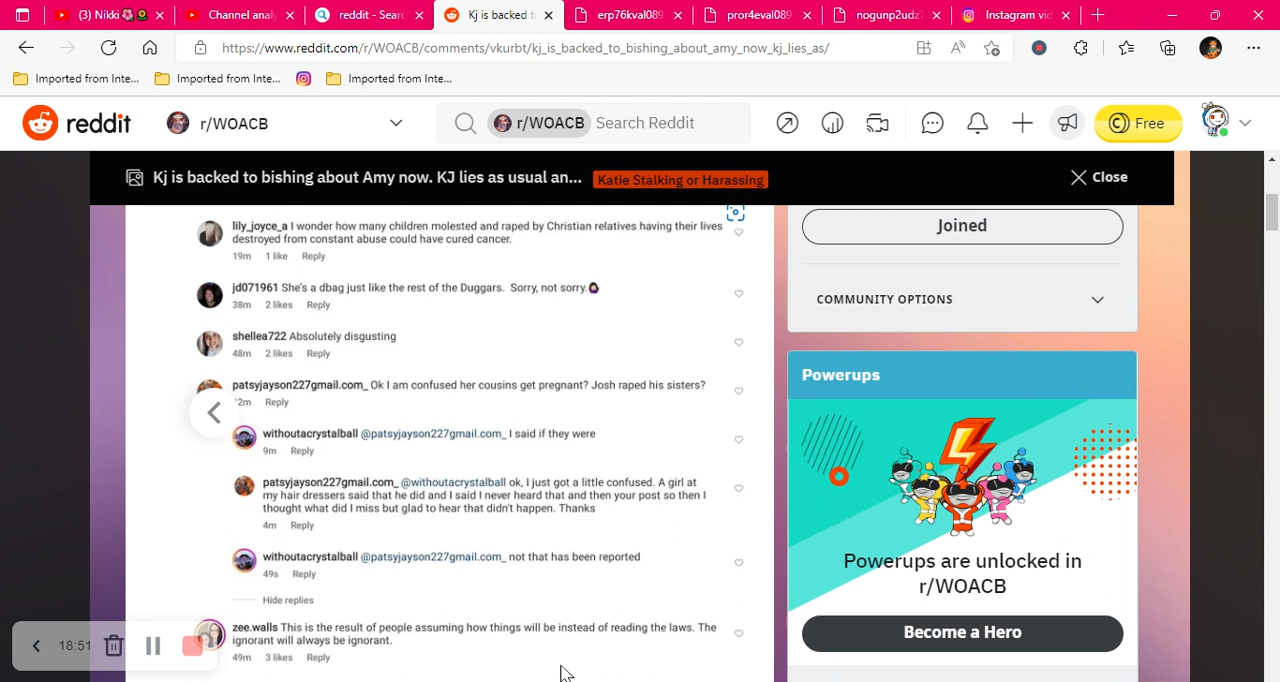 (3) Nikki
Channel anal
reddit - Sear
Kj is backed t
erp76kval089
pror4eval089
nogunp2udz7
Instagram vid
https://www.reddit.com/r/WOACB/comments/vkurbt/kj_is_backed_to_bishing_about_amy_now_kj_lies_as/
Imported from Inte...
Imported from Inte...
Imported from Inte...
reddit
r/WOACB
r/WOACB Search Reddit
Free
Kj is backed to bishing about Amy now. KJ lies as usual an...
Katie Stalking or Harassing
Close
lily_joyce_a I wonder how many children molested and raped by Christian relatives having their lives
destroyed from constant abuse could have cured cancer.
19m 1 like Reply
jd071961 She's a dbag just like the rest of the Duggars. Sorry, not sorry.🤷🏻‍♀️
38m 2 likes Reply
shellea722 Absolutely disgusting
48m 2 likes Reply
patsyjayson227gmail.com_ Ok I am confused her cousins get pregnant? Josh raped his sisters?
2m Reply
withoutacrystalball @patsyjayson227gmail.com_ I said if they were
9m Reply
patsyjayson227gmail.com_ @withoutacrystalball ok, I just got a little confused. A girl at
my hair dressers said that he did and I said I never heard that and then your post so then I
thought what did I miss but glad to hear that didn't happen. Thanks
4m Reply
withoutacrystalball @patsyjayson227gmail.com_ not that has been reported
49s Reply
Hide replies
zee.walls This is the result of people assuming how things will be instead of reading the laws. The
ignorant will always be ignorant.
49m 3 likes Reply
18:51
Joined
COMMUNITY OPTIONS
Powerups
Powerups are unlocked in
r/WOACB
Become a Hero